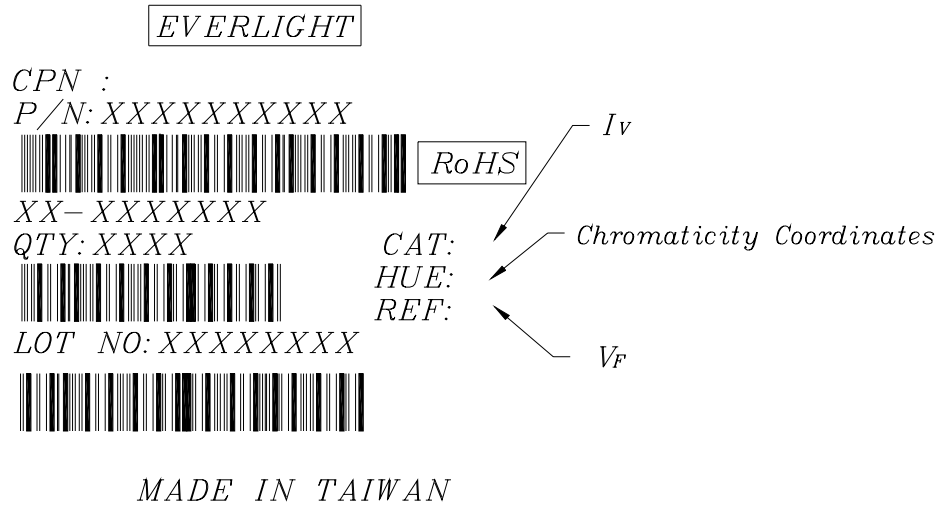 EVERLIGHT
CPN :
P/N: XXXXXXXXXX
RoHS
XX-XXXXXXX
QTY: XXXX
CAT:
HUE:
REF:
LOT NO: XXXXXXXX
MADE IN TAIWAN
IV
Chromaticity Coordinates
VF